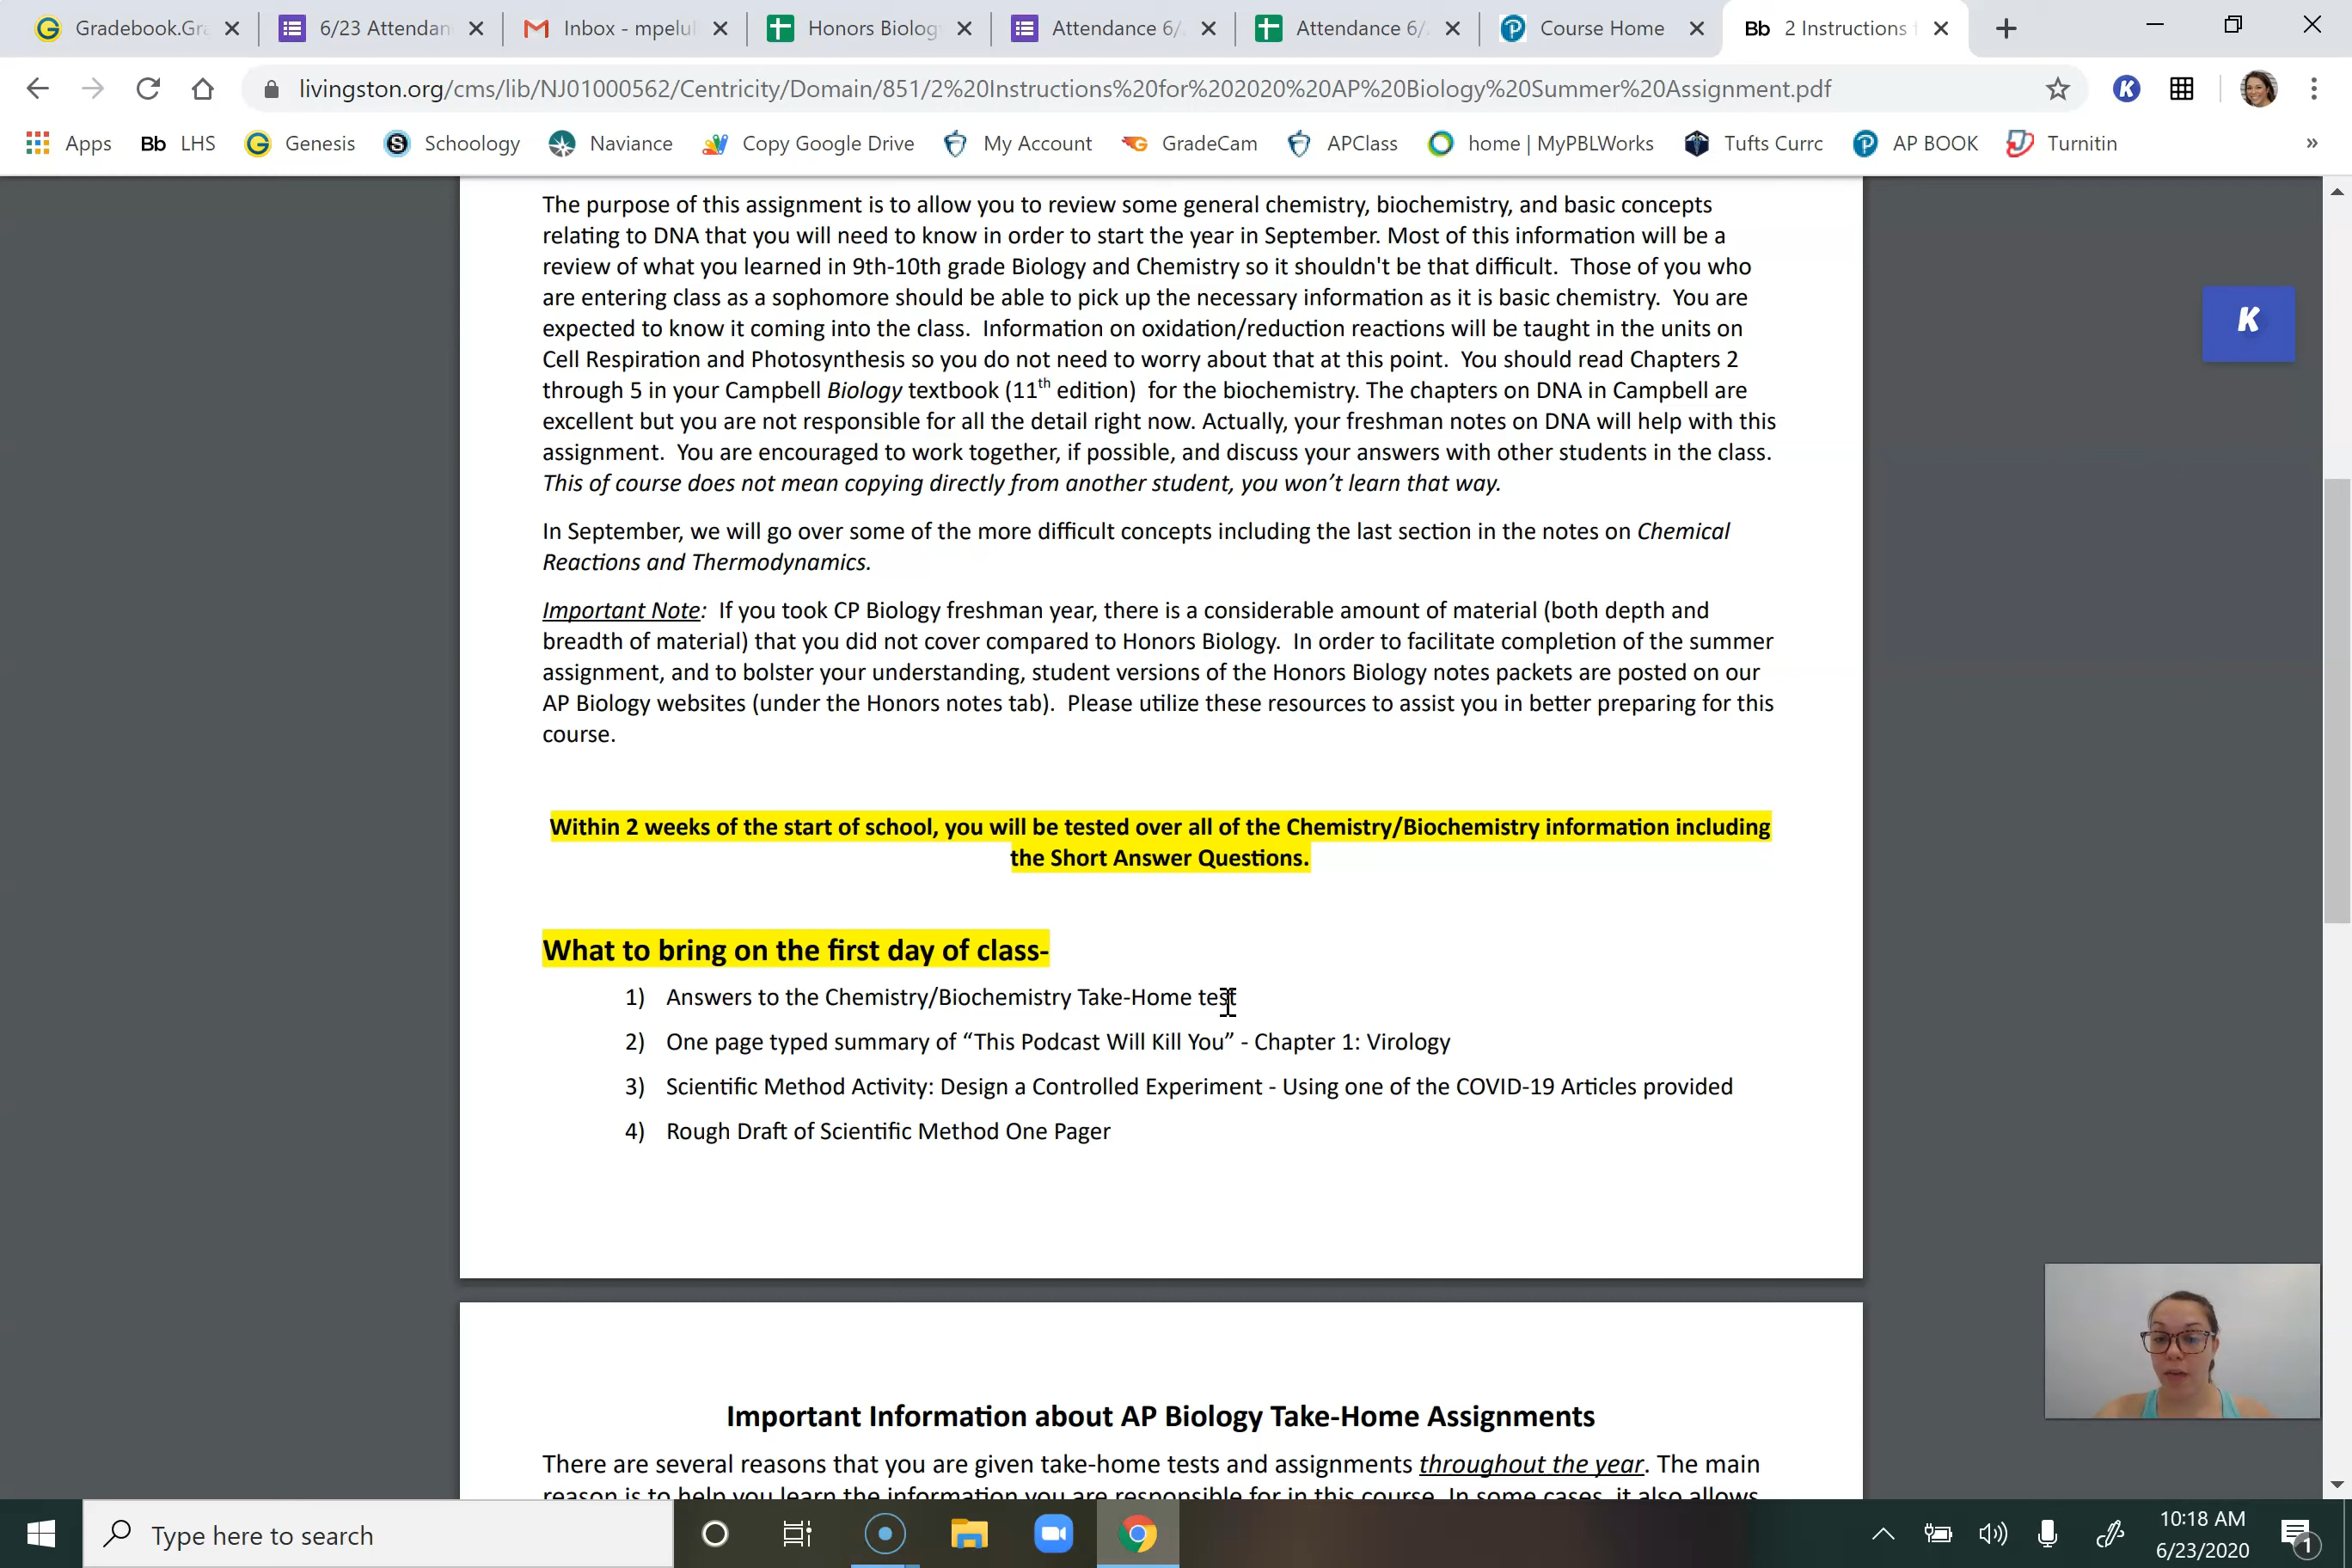 Gradebook.Gra
6/23 Attendan
Inbox - mpelul
Honors Biolog
Attendance 6/
Attendance 6/
Course Home
Bb 2 Instructions f
livingston.org/cms/lib/NJ01000562/Centricity/Domain/851/2%20Instructions%20for%202020%20AP%20Biology%20Summer%20Assignment.pdf
K
Apps
Bb LHS
Genesis
Schoology
Naviance
Copy Google Drive
My Account
GradeCam
APClass
home | MyPBLWorks
Tufts Currc
AP BOOK
Turnitin
»
The purpose of this assignment is to allow you to review some general chemistry, biochemistry, and basic concepts
relating to DNA that you will need to know in order to start the year in September. Most of this information will be a
review of what you learned in 9th-10th grade Biology and Chemistry so it shouldn't be that difficult. Those of you who
are entering class as a sophomore should be able to pick up the necessary information as it is basic chemistry. You are
expected to know it coming into the class. Information on oxidation/reduction reactions will be taught in the units on
Cell Respiration and Photosynthesis so you do not need to worry about that at this point. You should read Chapters 2
through 5 in your Campbell Biology textbook (11th edition) for the biochemistry. The chapters on DNA in Campbell are
excellent but you are not responsible for all the detail right now. Actually, your freshman notes on DNA will help with this
assignment. You are encouraged to work together, if possible, and discuss your answers with other students in the class.
This of course does not mean copying directly from another student, you won’t learn that way.
In September, we will go over some of the more difficult concepts including the last section in the notes on Chemical
Reactions and Thermodynamics.
Important Note: If you took CP Biology freshman year, there is a considerable amount of material (both depth and
breadth of material) that you did not cover compared to Honors Biology. In order to facilitate completion of the summer
assignment, and to bolster your understanding, student versions of the Honors Biology notes packets are posted on our
AP Biology websites (under the Honors notes tab). Please utilize these resources to assist you in better preparing for this
course.
K
Within 2 weeks of the start of school, you will be tested over all of the Chemistry/Biochemistry information including
the Short Answer Questions.
What to bring on the first day of class-
1) Answers to the Chemistry/Biochemistry Take-Home test
2) One page typed summary of “This Podcast Will Kill You” - Chapter 1: Virology
3) Scientific Method Activity: Design a Controlled Experiment - Using one of the COVID-19 Articles provided
4) Rough Draft of Scientific Method One Pager
Important Information about AP Biology Take-Home Assignments
There are several reasons that you are given take-home tests and assignments throughout the year. The main
reason is to help you learn the information you are responsible for in this course. In some cases, it also allows
Type here to search
10:18 AM
6/23/2020
1